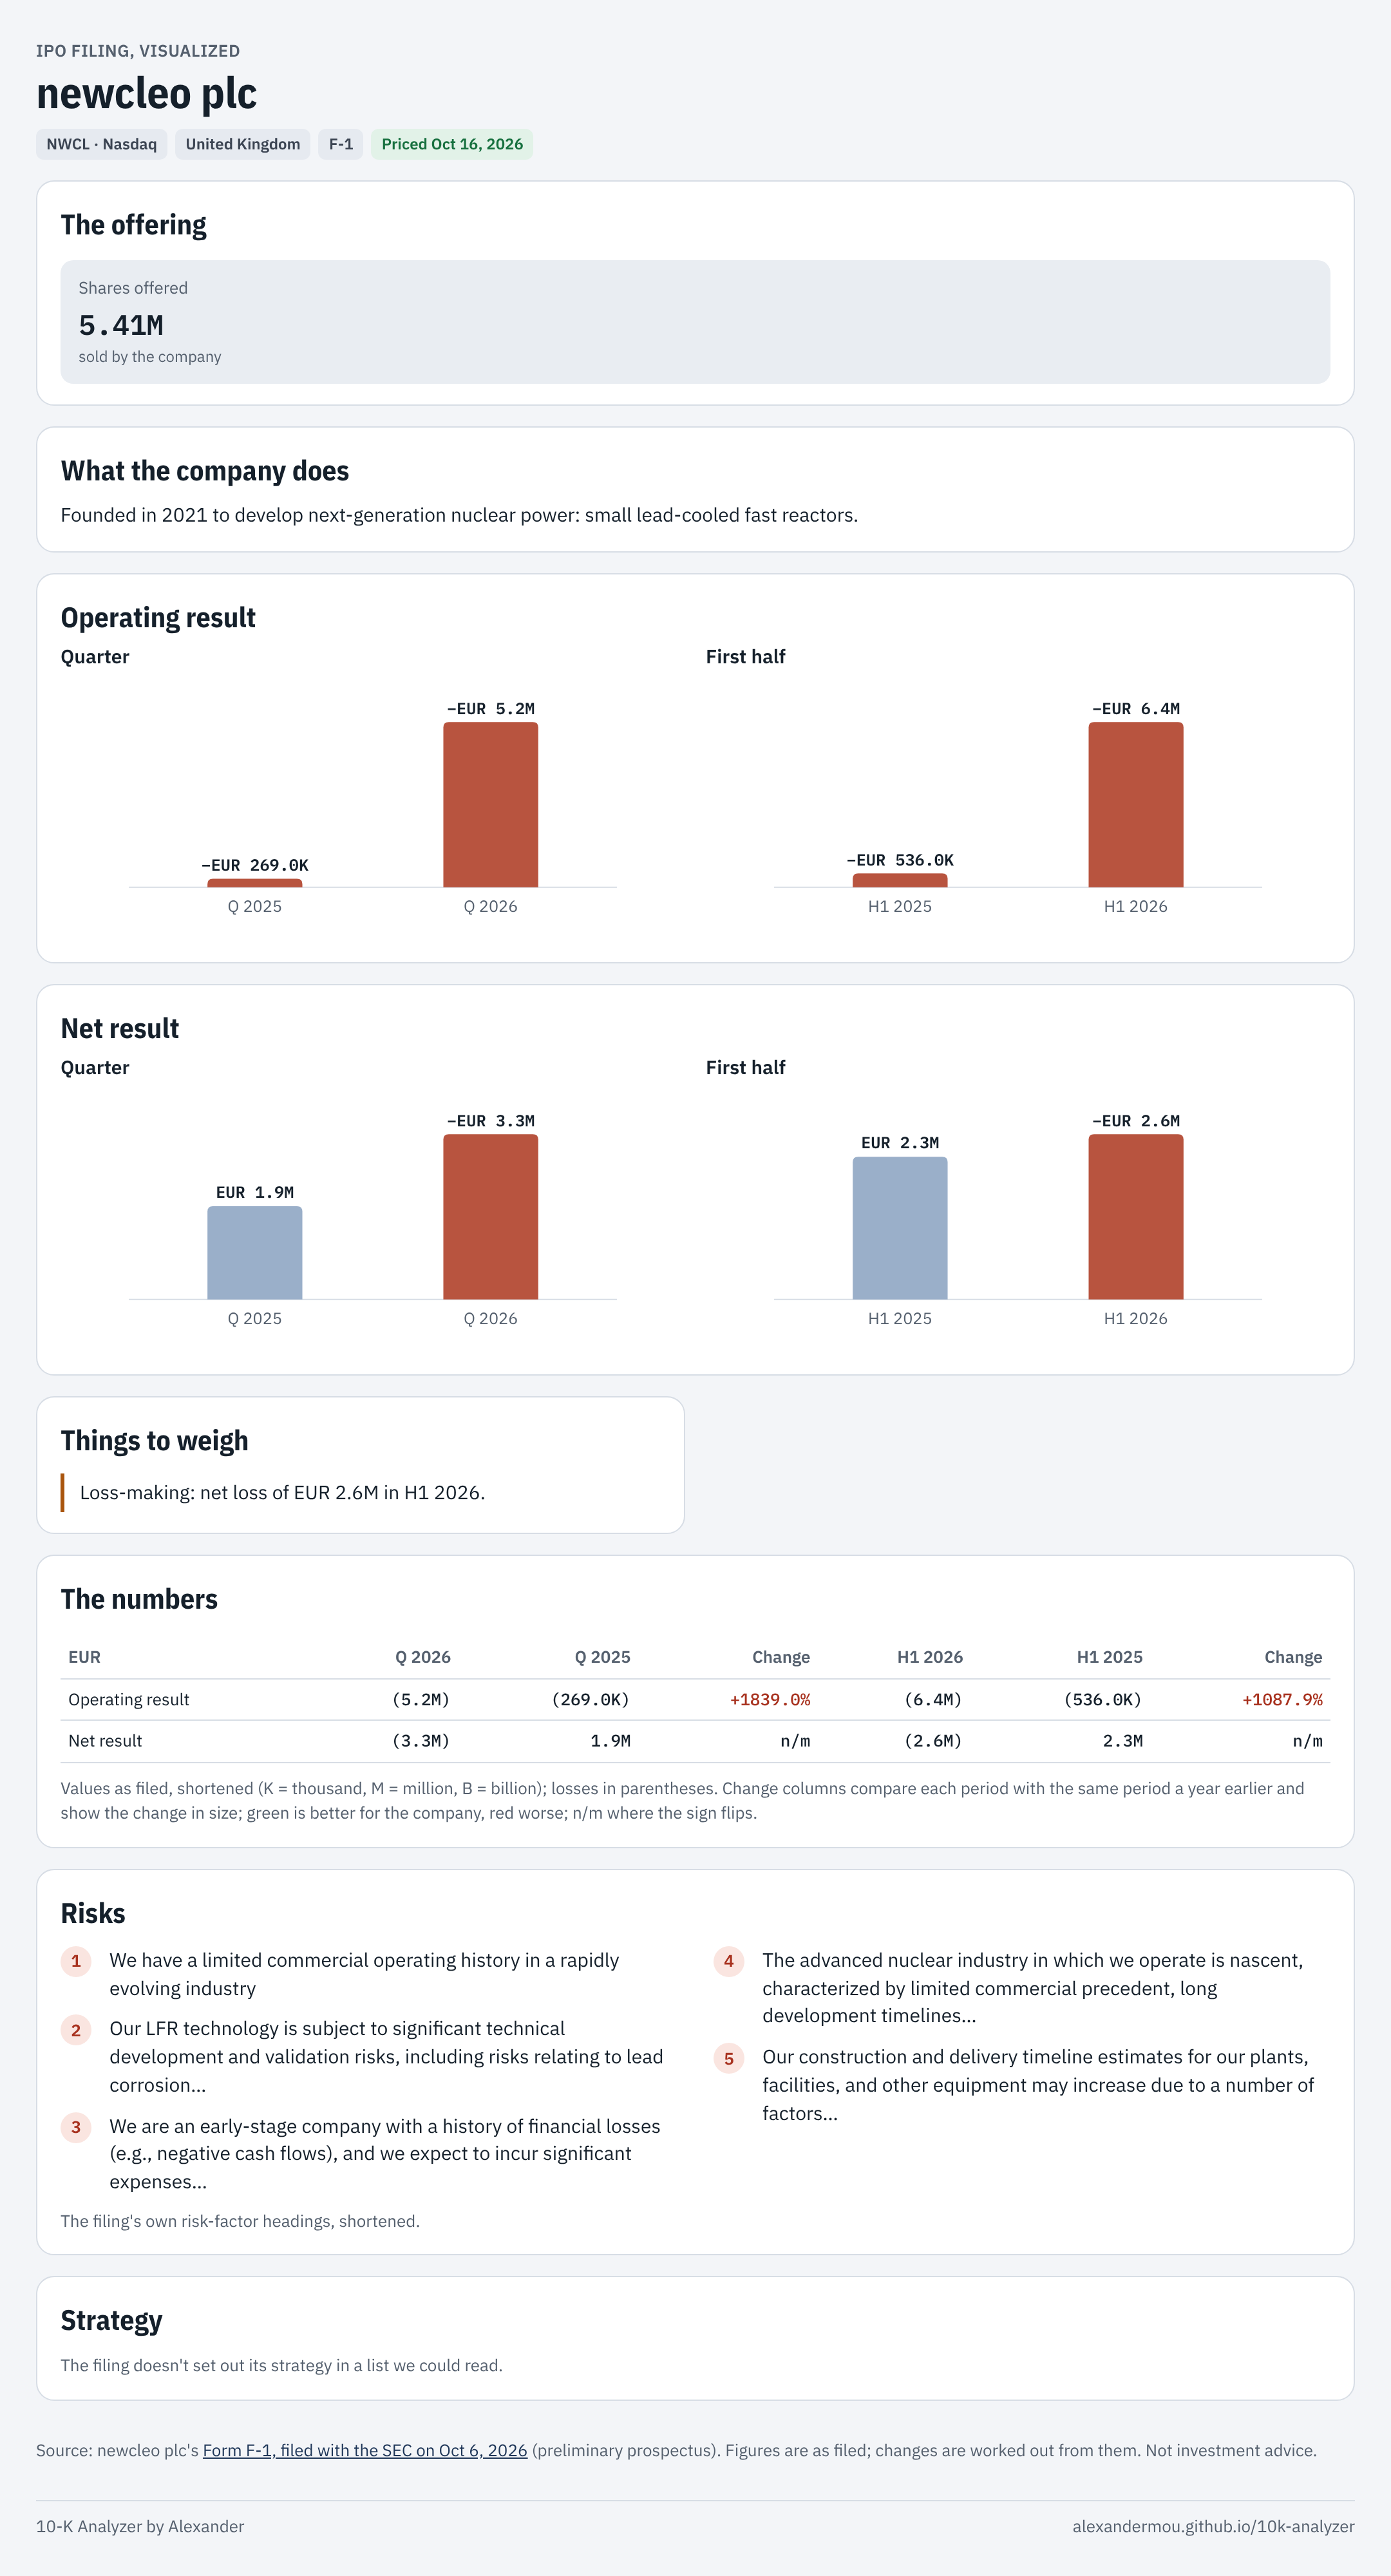 IPO FILING, VISUALIZED
newcleo plc
NWCL · Nasdaq United Kingdom F-1 Priced Oct 16, 2026
The offering
Shares offered
5.41M
sold by the company
What the company does
Founded in 2021 to develop next-generation nuclear power: small lead-cooled fast reactors.
Operating result
Quarter
−EUR 269.0K
−EUR 5.2M
Q 2025 Q 2026
First half
−EUR 536.0K
−EUR 6.4M
H1 2025 H1 2026
Net result
Quarter
EUR 1.9M
−EUR 3.3M
Q 2025 Q 2026
First half
EUR 2.3M
−EUR 2.6M
H1 2025 H1 2026
Things to weigh
Loss-making: net loss of EUR 2.6M in H1 2026.
The numbers
EUR Q 2026 Q 2025 Change H1 2026 H1 2025 Change
Operating result (5.2M) (269.0K) +1839.0% (6.4M) (536.0K) +1087.9%
Net result (3.3M) 1.9M n/m (2.6M) 2.3M n/m
Values as filed, shortened (K = thousand, M = million, B = billion); losses in parentheses. Change columns compare each period with the same period a year earlier and
show the change in size; green is better for the company, red worse; n/m where the sign flips.
Risks
1 We have a limited commercial operating history in a rapidly
evolving industry
2 Our LFR technology is subject to significant technical
development and validation risks, including risks relating to lead
corrosion…
3 We are an early-stage company with a history of financial losses
(e.g., negative cash flows), and we expect to incur significant
expenses…
4 The advanced nuclear industry in which we operate is nascent,
characterized by limited commercial precedent, long
development timelines…
5 Our construction and delivery timeline estimates for our plants,
facilities, and other equipment may increase due to a number of
factors…
The filing's own risk-factor headings, shortened.
Strategy
The filing doesn't set out its strategy in a list we could read.
Source: newcleo plc's Form F-1, filed with the SEC on Oct 6, 2026 (preliminary prospectus). Figures are as filed; changes are worked out from them. Not investment advice.
10-K Analyzer by Alexander
alexandermou.github.io/10k-analyzer